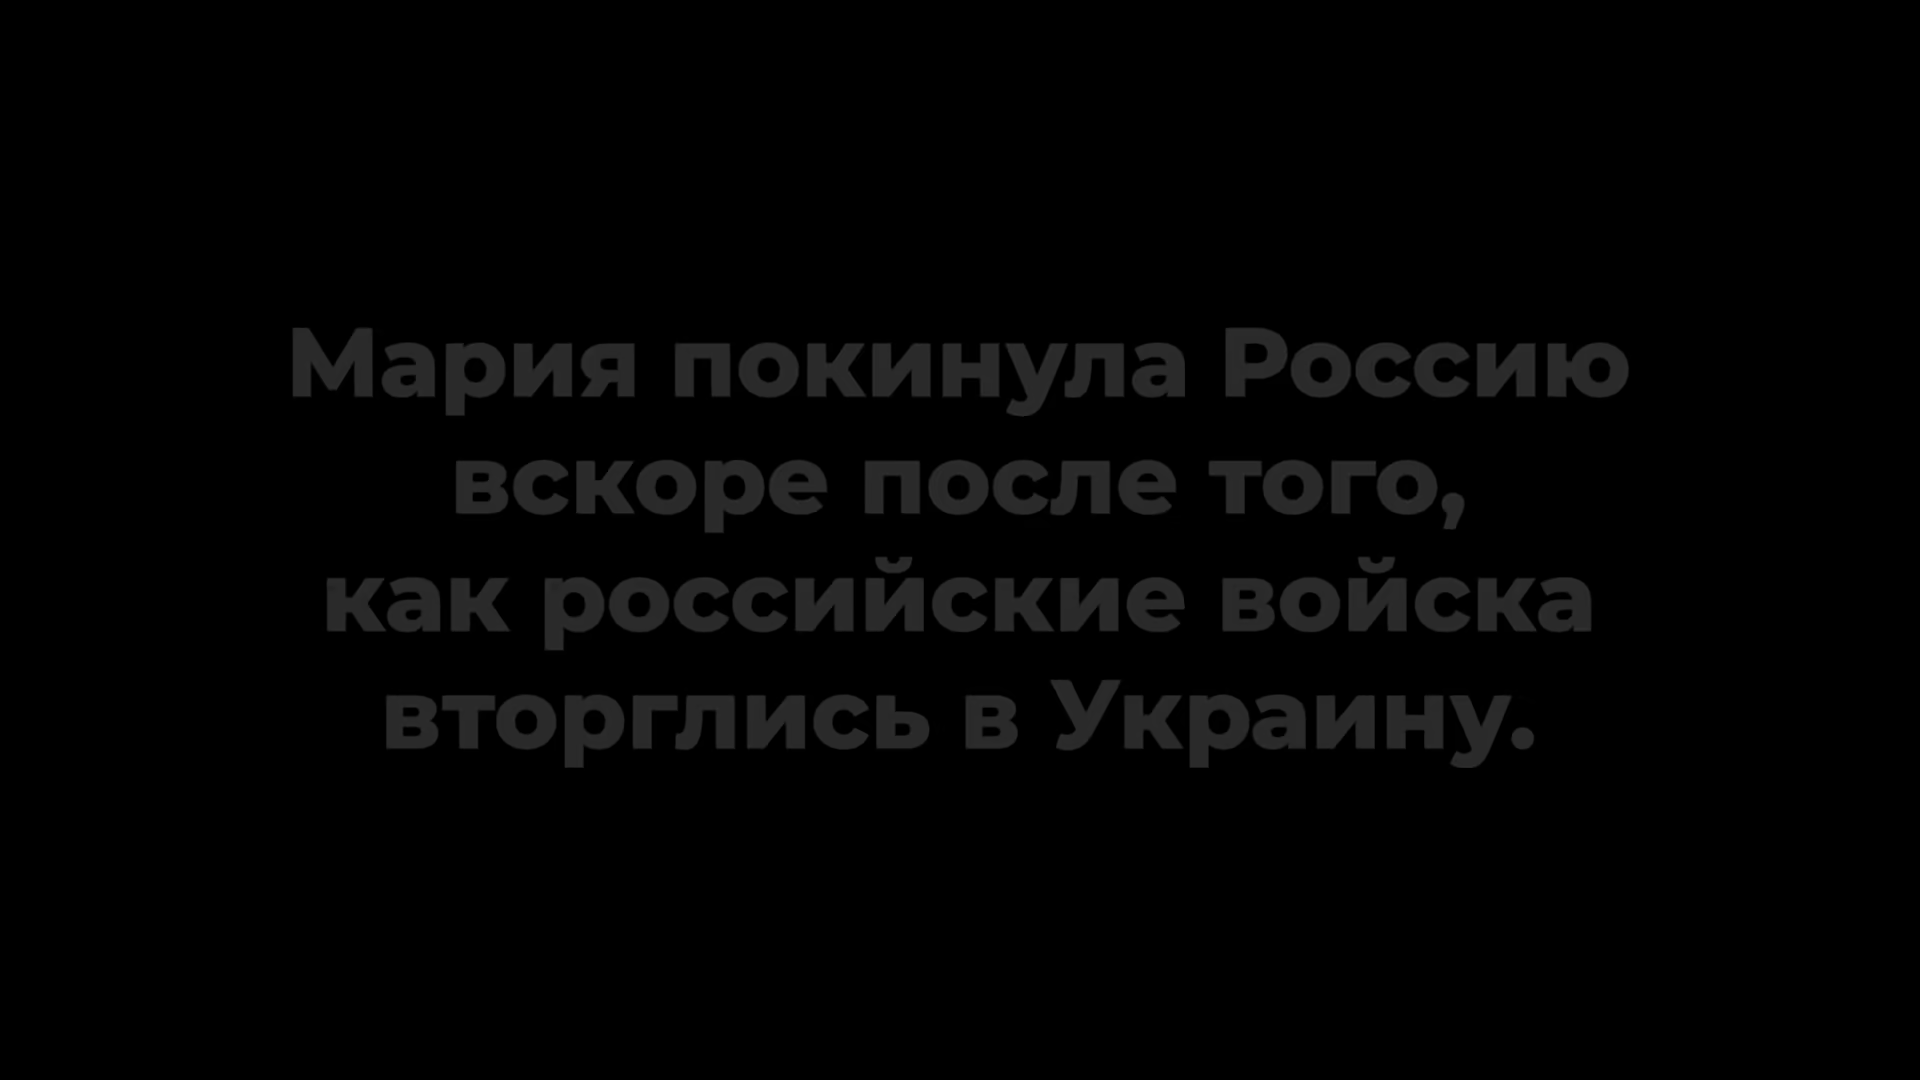 Мария покинула Россию
вскоре после того,
как российские войска
вторглись в Украину.